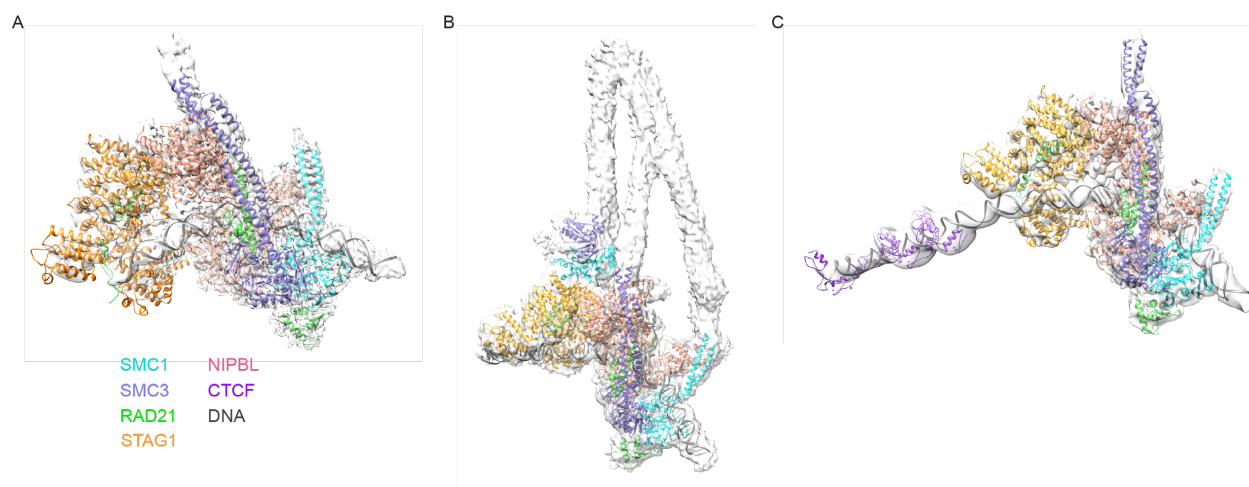 A
B
C
SMC1 NIPBL
SMC3 CTCF
RAD21 DNA
STAG1